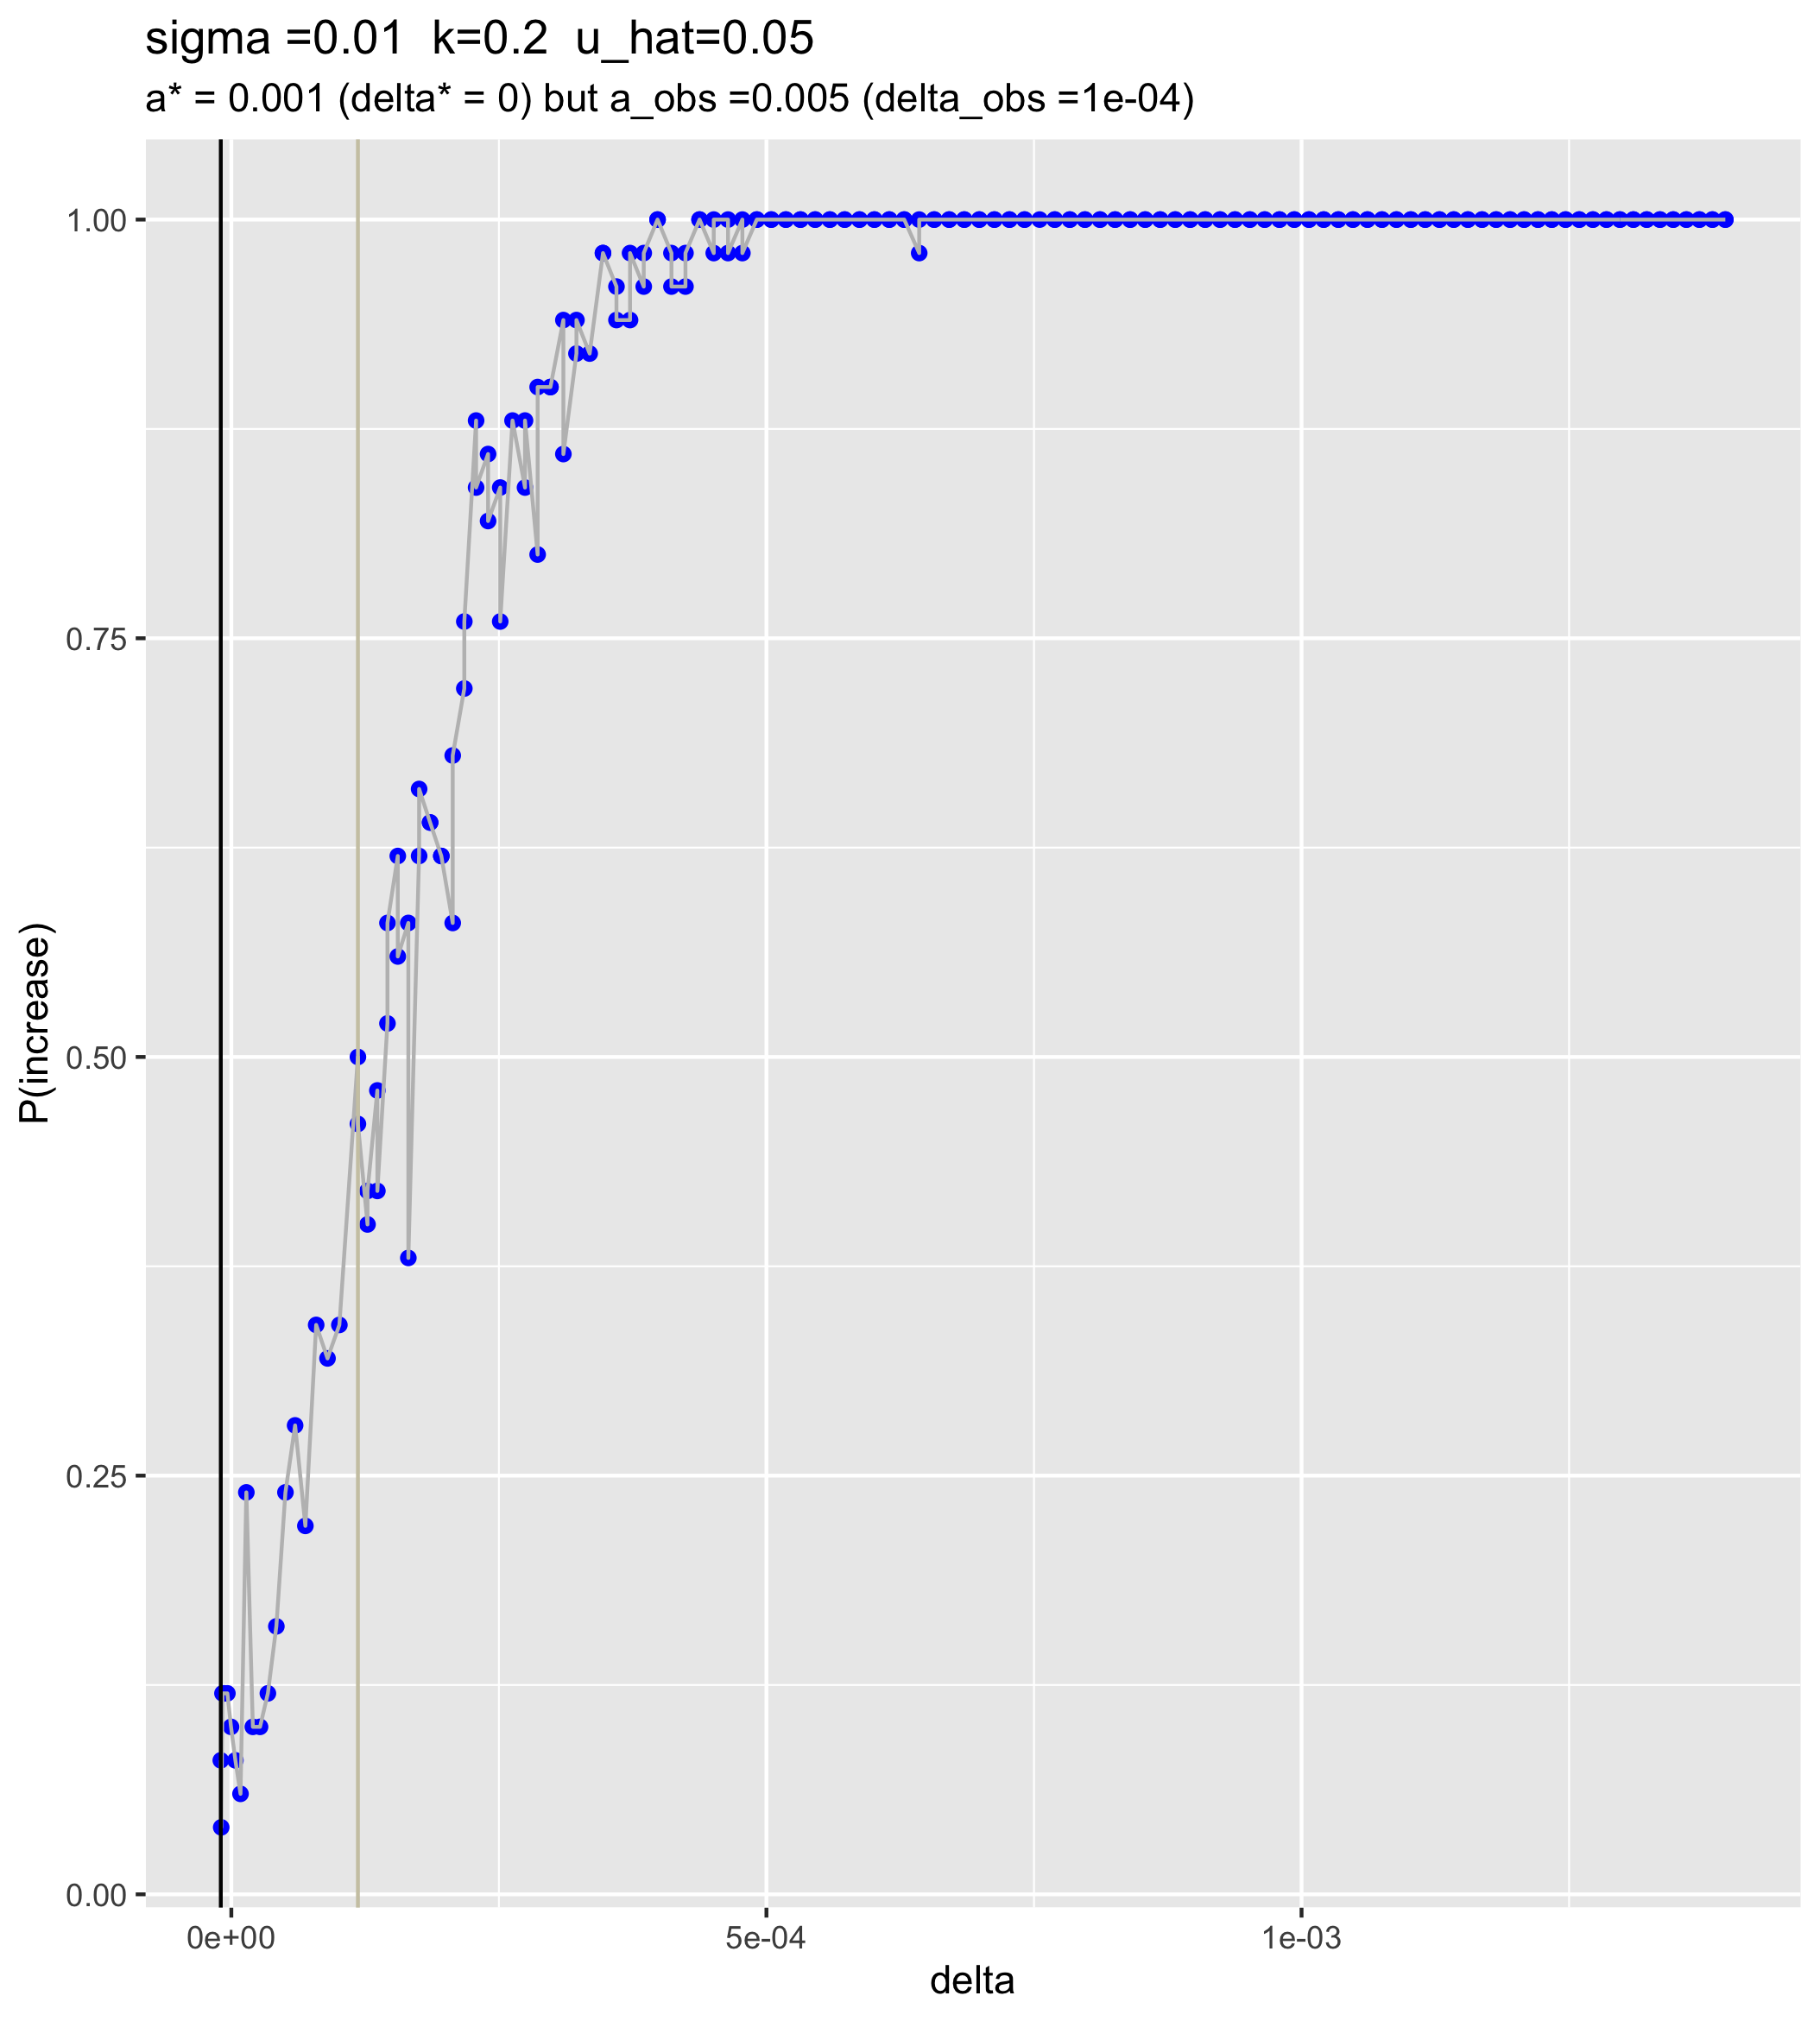 sigma =0.01  k=0.2  u_hat=0.05
a* = 0.001 (delta* = 0) but a_obs =0.005 (delta_obs =1e-04)
1.00
0.75
0.50
0.25
0.00
P(increase)
0e+00 5e-04 1e-03
delta